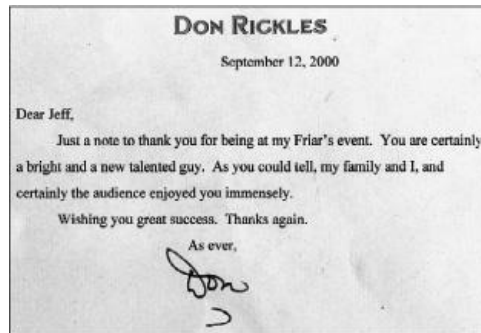 DON RICKLES
September 12, 2000
Dear Jeff,
Just a note to thank you for being at my Friar's event. You are certainly
a bright and a new talented guy. As you could tell, my family and I, and
certainly the audience enjoyed you immensely.
Wishing you great success. Thanks again.
As ever,
Don